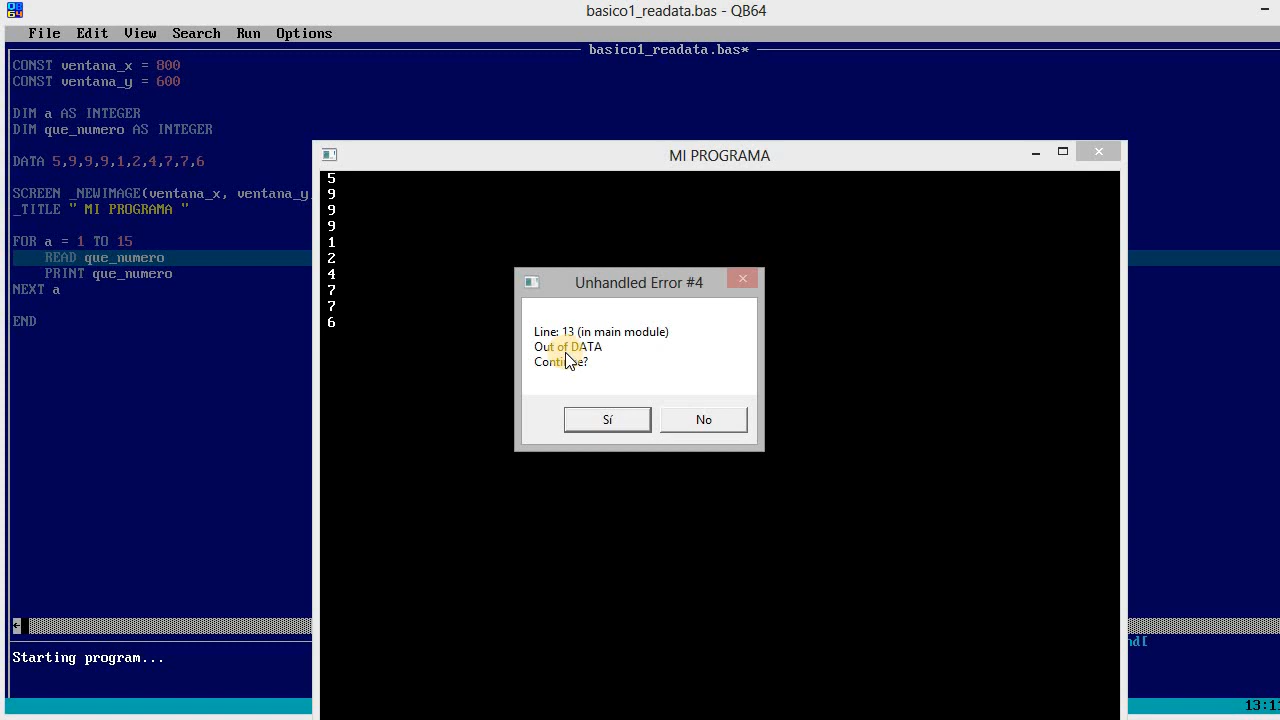 QB
64
basico1_readata.bas - QB64
File Edit View Search Run Options
basico1_readata.bas*
CONST ventana_x = 800
CONST ventana_y = 600
DIM a AS INTEGER
DIM que_numero AS INTEGER
DATA 5,9,9,9,1,2,4,7,7,6
SCREEN _NEWIMAGE(ventana_x, ventana_y
_TITLE " MI PROGRAMA "
FOR a = 1 TO 15
READ que_numero
PRINT que_numero
NEXT a
END
MI PROGRAMA
5
9
9
9
1
2
4
7
7
6
Unhandled Error #4
Line: 13 (in main module)
Out of DATA
Continue?
Sí
No
Starting program...